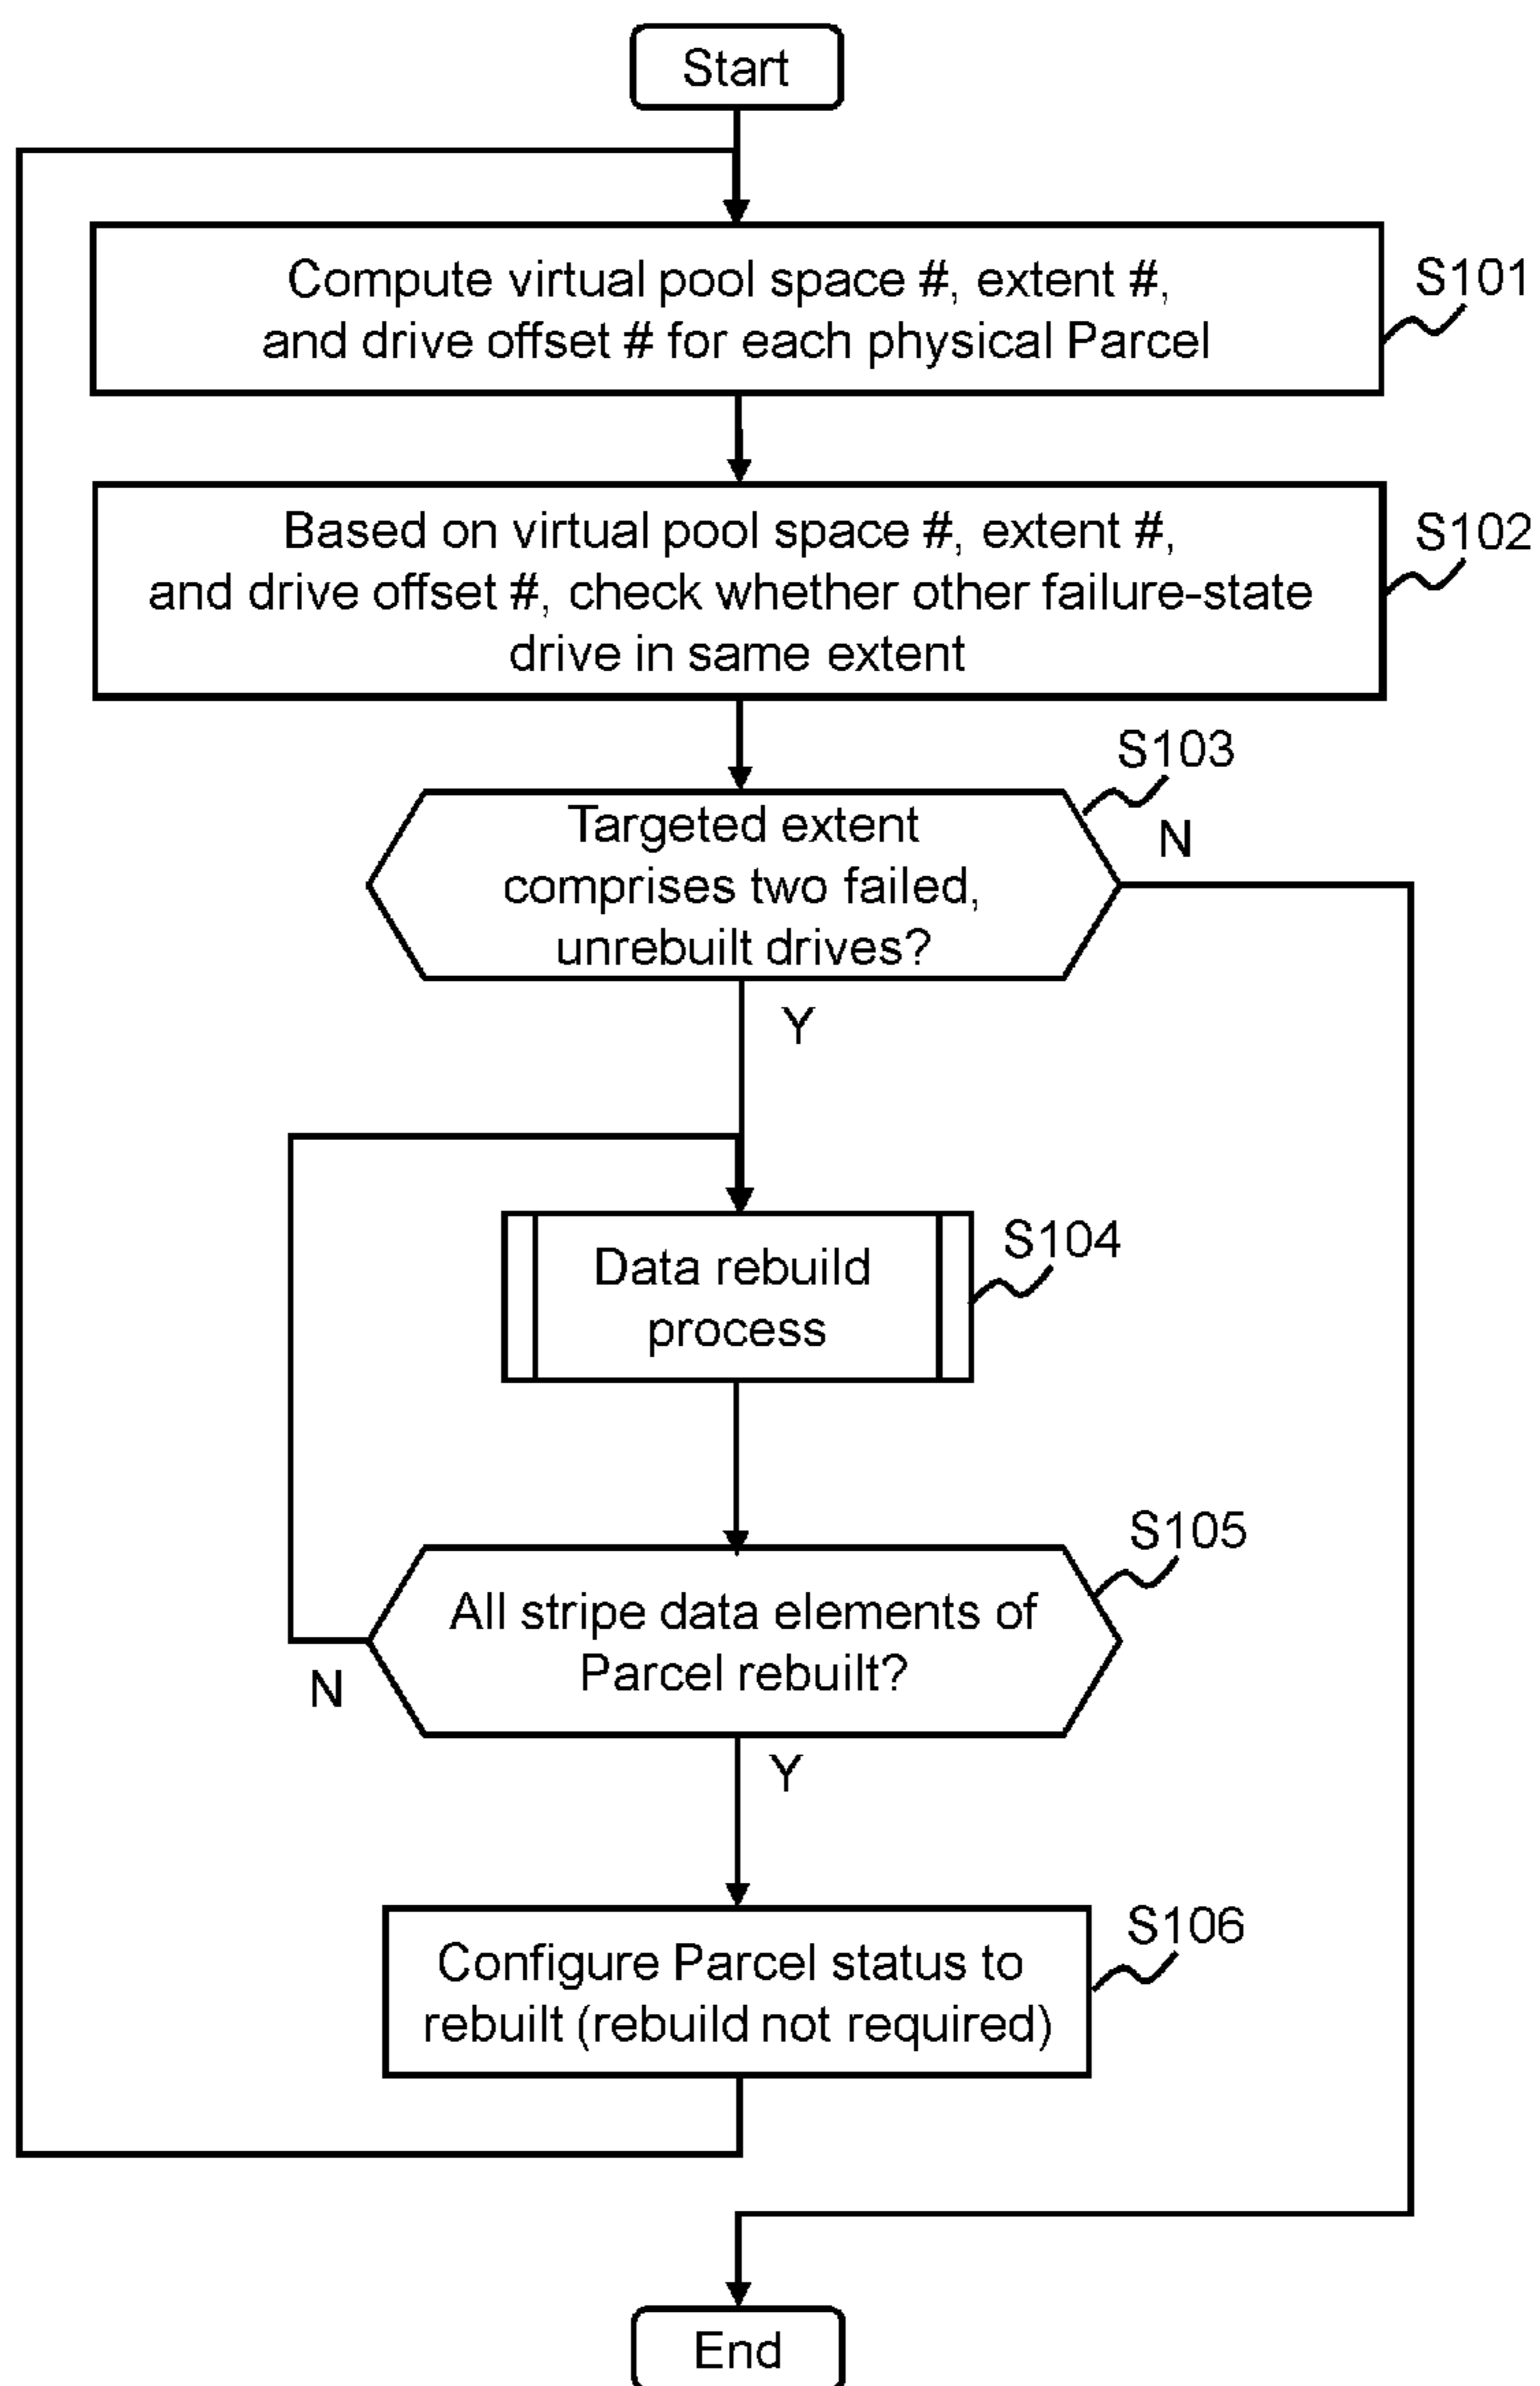 Start
Compute virtual pool space #, extent #,
and drive offset # for each physical Parcel
S101
Based on virtual pool space #, extent #,
and drive offset #, check whether other failure-state
drive in same extent
S102
S103
Targeted extent
comprises two failed,
unrebuilt drives?
N
Y
Data rebuild
process
S104
S105
All stripe data elements of
Parcel rebuilt?
N
Y
Configure Parcel status to
rebuilt (rebuild not required)
S106
End